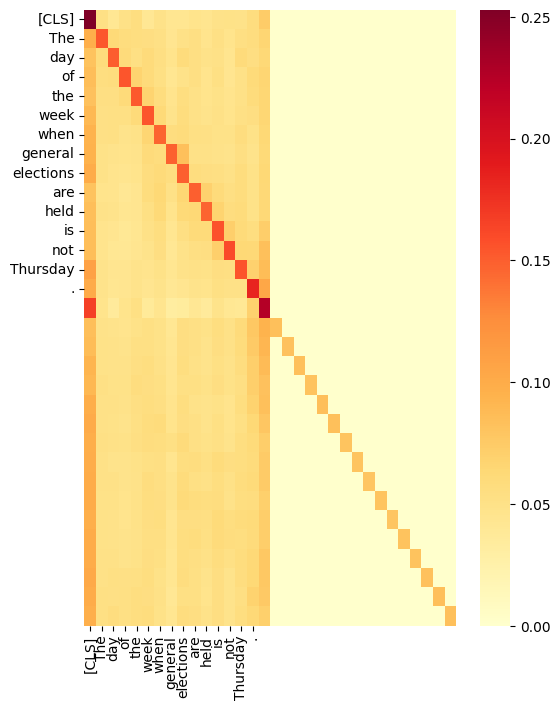 [CLS]
The
day
of
the
week
when
general
elections
are
held
is
not
Thursday
.
0.25
0.20
0.15
0.10
0.05
0.00
[CLS]
The
day
of
the
week
when
general
elections
are
held
is
not
Thursday
.